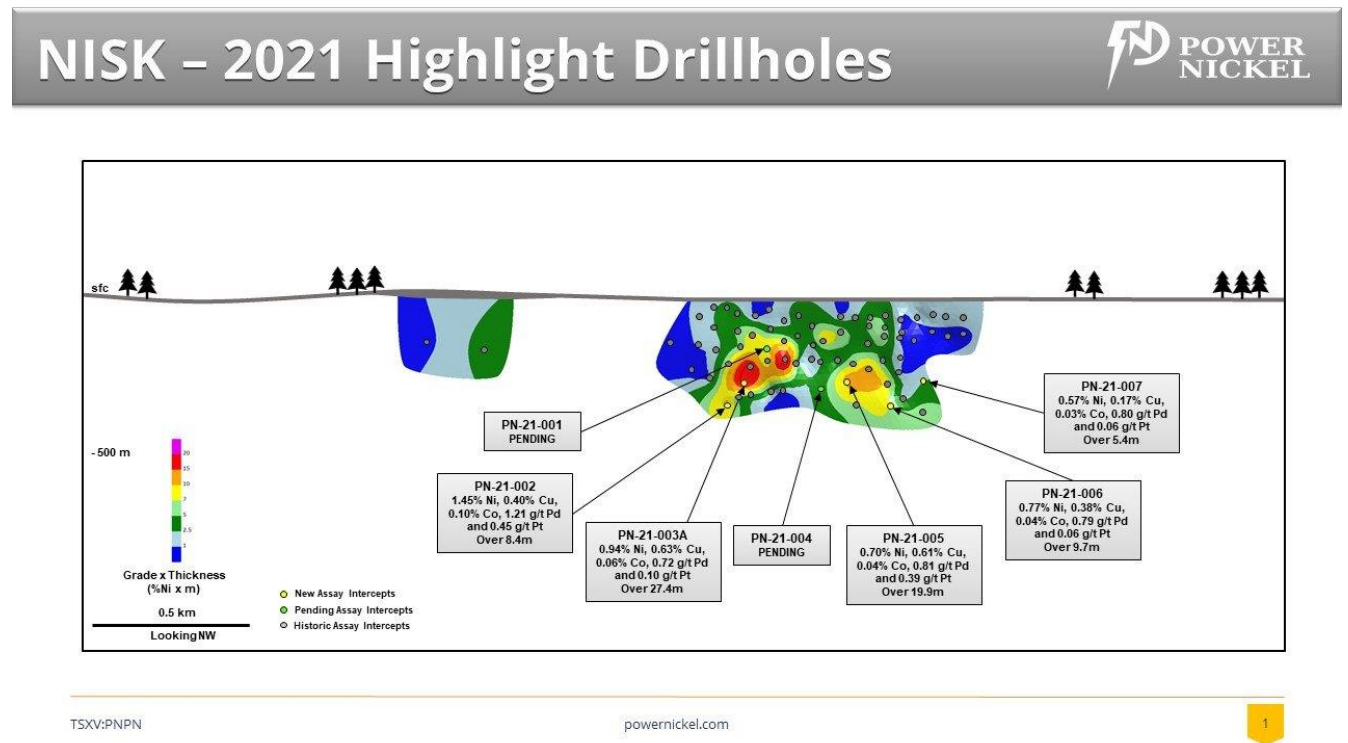 NISK – 2021 Highlight Drillholes
POWER
NICKEL
sfc
- 500 m
20
15
10
7
5
2.5
1
Grade x Thickness
(%Ni x m)
0.5 km
Looking NW
New Assay Intercepts
Pending Assay Intercepts
Historic Assay Intercepts
PN-21-001
PENDING
PN-21-002
1.45% Ni, 0.40% Cu,
0.10% Co, 1.21 g/t Pd
and 0.45 g/t Pt
Over 8.4m
PN-21-003A
0.94% Ni, 0.63% Cu,
0.06% Co, 0.72 g/t Pd
and 0.10 g/t Pt
Over 27.4m
PN-21-004
PENDING
PN-21-005
0.70% Ni, 0.61% Cu,
0.04% Co, 0.81 g/t Pd
and 0.39 g/t Pt
Over 19.9m
PN-21-006
0.77% Ni, 0.38% Cu,
0.04% Co, 0.79 g/t Pd
and 0.06 g/t Pt
Over 9.7m
PN-21-007
0.57% Ni, 0.17% Cu,
0.03% Co, 0.80 g/t Pd
and 0.06 g/t Pt
Over 5.4m
TSXV:PNPN
powernickel.com
1